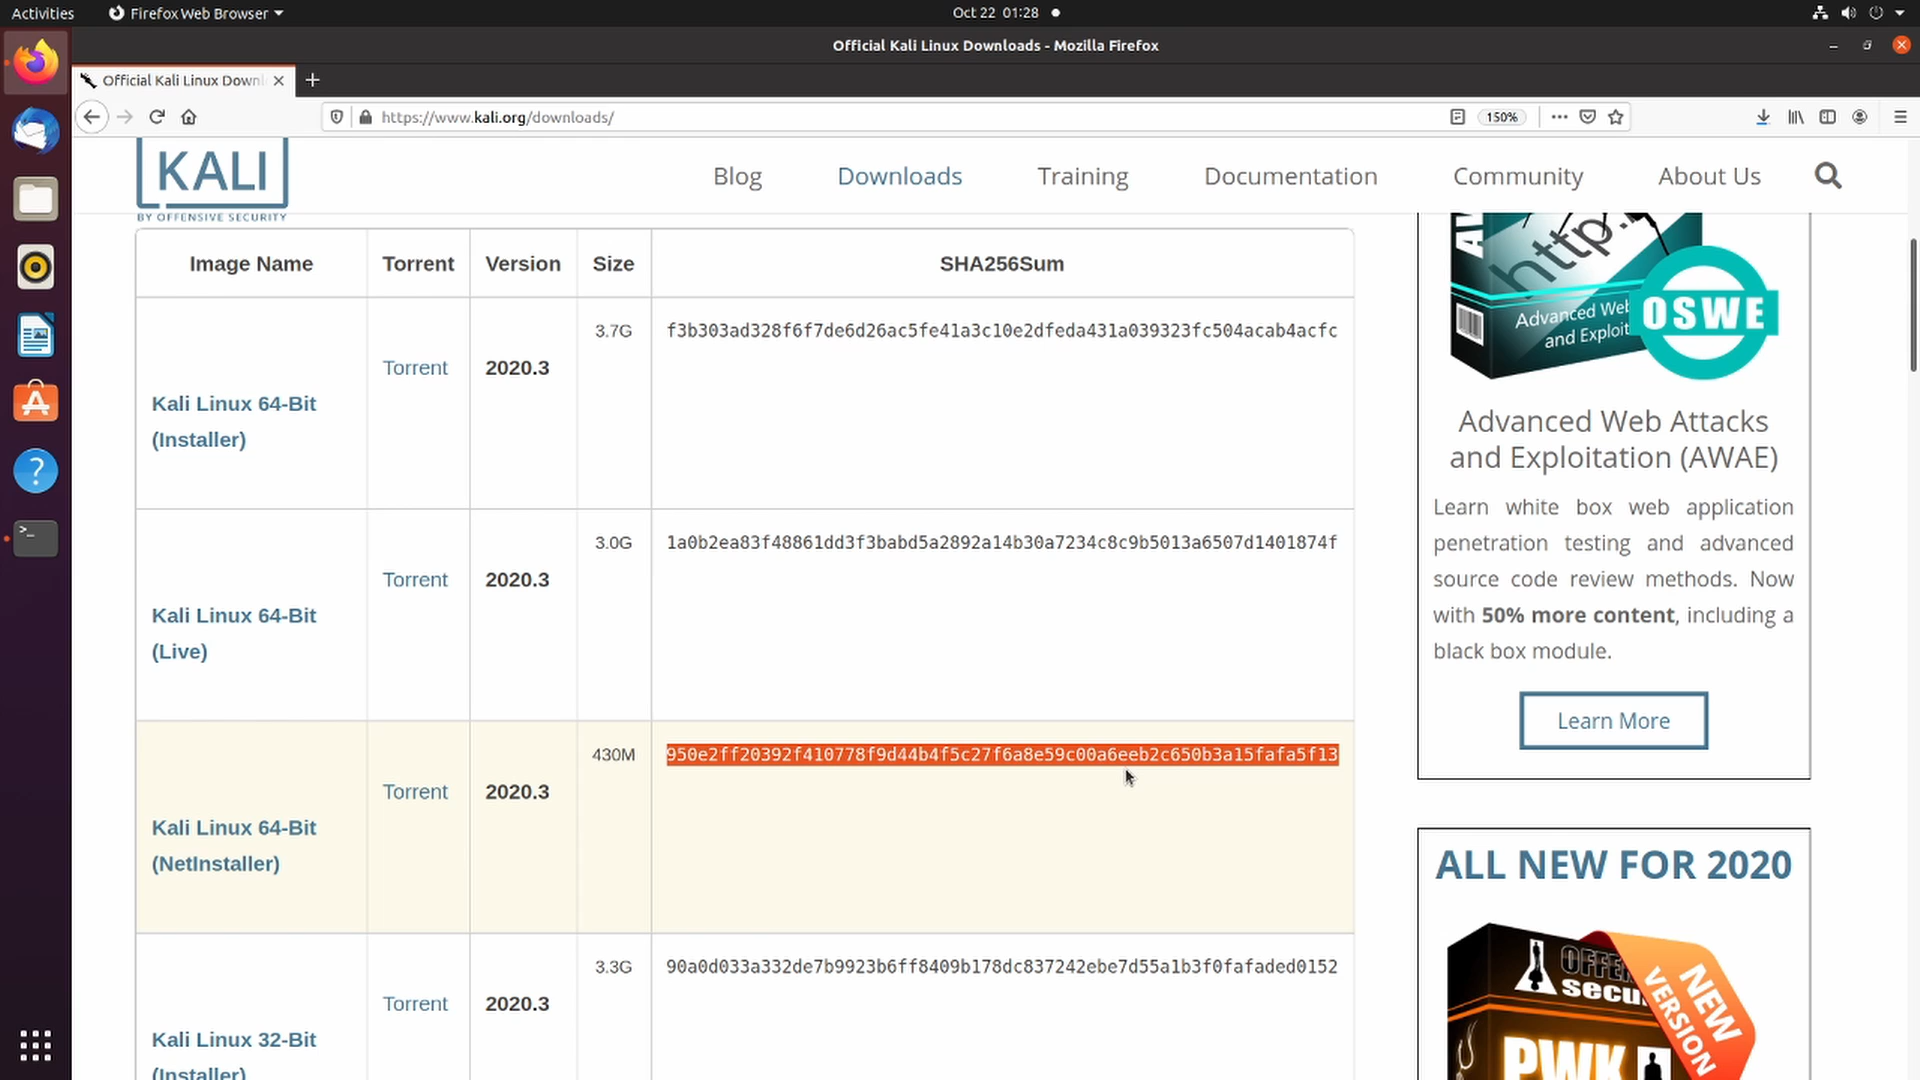 Activities
Firefox Web Browser
Oct 22 01:28
Official Kali Linux Downloads - Mozilla Firefox
Official Kali Linux Downl
https://www.kali.org/downloads/
150%
KALI
BY OFFENSIVE SECURITY
Blog
Downloads
Training
Documentation
Community
About Us
Image Name
Torrent
Version
Size
SHA256Sum
Kali Linux 64-Bit
(Installer)
Torrent
2020.3
3.7G
f3b303ad328f6f7de6d26ac5fe41a3c10e2dfeda431a039323fc504acab4acfc
Kali Linux 64-Bit
(Live)
Torrent
2020.3
3.0G
1a0b2ea83f48861dd3f3babd5a2892a14b30a7234c8c9b5013a6507d1401874f
Kali Linux 64-Bit
(NetInstaller)
Torrent
2020.3
430M
950e2ff20392f410778f9d44b4f5c27f6a8e59c00a6eeb2c650b3a15fafa5f13
Kali Linux 32-Bit
(Installer)
Torrent
2020.3
3.3G
90a0d033a332de7b9923b6ff8409b178dc837242ebe7d55a1b3f0fafaded0152
AW
http:
Advanced Web
and Exploit
OSWE
Advanced Web Attacks
and Exploitation (AWAE)
Learn white box web application
penetration testing and advanced
source code review methods. Now
with 50% more content, including a
black box module.
Learn More
ALL NEW FOR 2020
OFFEN
secu
NEW
VERSION
PWK